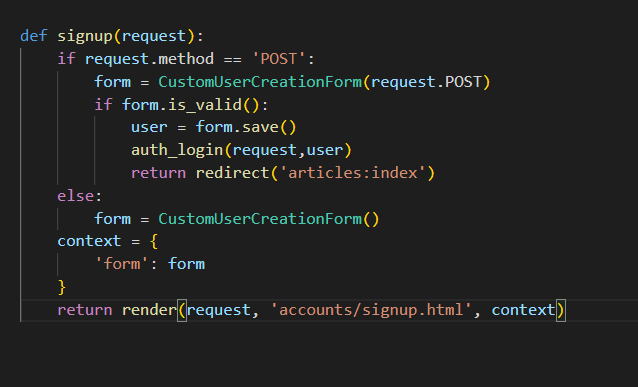 def signup(request):
    if request.method == 'POST':
        form = CustomUserCreationForm(request.POST)
        if form.is_valid():
            user = form.save()
            auth_login(request,user)
            return redirect('articles:index')
    else:
        form = CustomUserCreationForm()
    context = {
        'form': form
    }
    return render(request, 'accounts/signup.html', context)